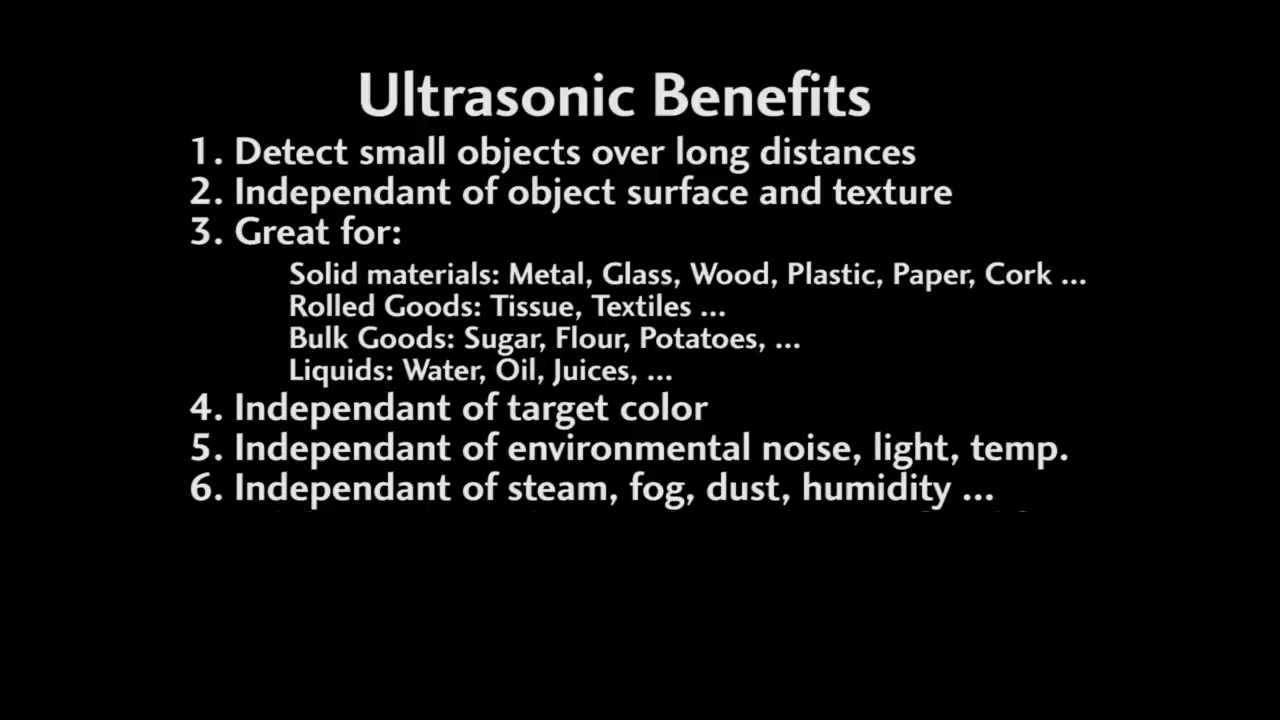 Ultrasonic Benefits
1. Detect small objects over long distances
2. Independant of object surface and texture
3. Great for:
Solid materials: Metal, Glass, Wood, Plastic, Paper, Cork ...
Rolled Goods: Tissue, Textiles ...
Bulk Goods: Sugar, Flour, Potatoes, ...
Liquids: Water, Oil, Juices, ...
4. Independant of target color
5. Independant of environmental noise, light, temp.
6. Independant of steam, fog, dust, humidity ...